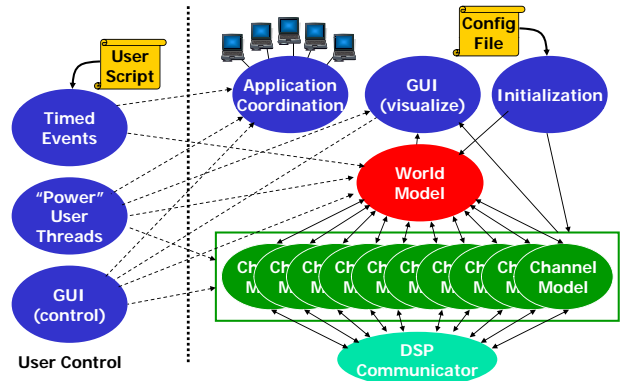 User
Script
Config
File
Timed
Events
Application
Coordination
GUI
(visualize)
Initialization
World
Model
“Power”
User
Threads
GUI
(control)
Channel
Model
DSP
Communicator
User Control